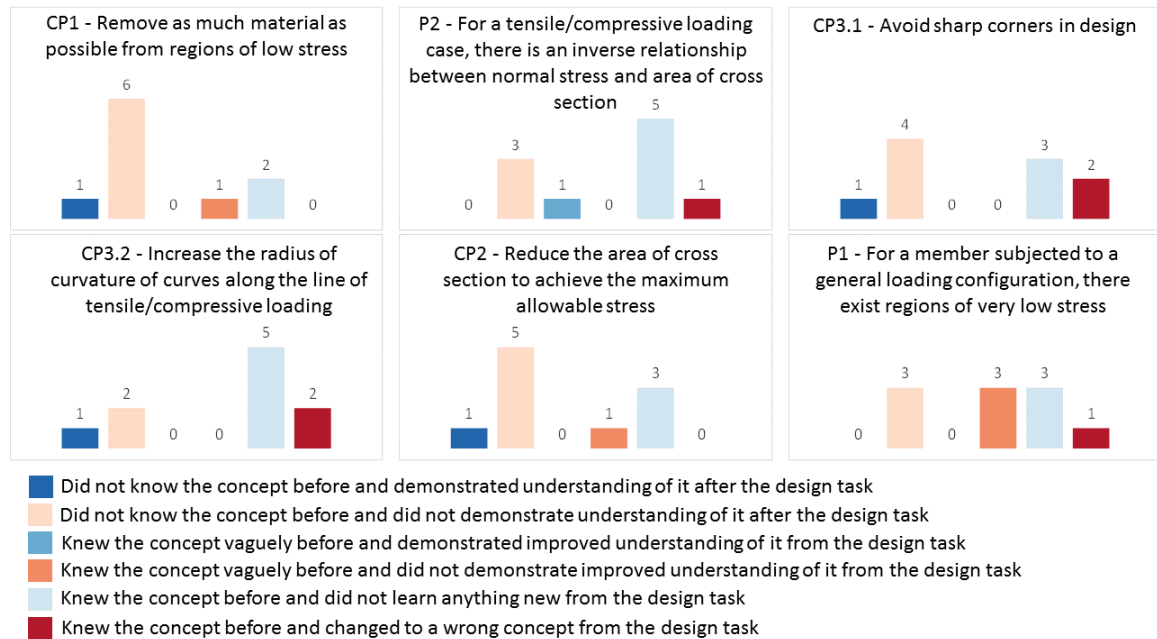 CP1 - Remove as much material as
possible from regions of low stress
6
1
0
1
2
0
P2 - For a tensile/compressive loading
case, there is an inverse relationship
between normal stress and area of cross
section
0
3
1
0
5
1
CP3.1 - Avoid sharp corners in design
1
4
0
0
3
2
CP3.2 - Increase the radius of
curvature of curves along the line of
tensile/compressive loading
1
2
0
0
5
2
CP2 - Reduce the area of cross
section to achieve the maximum
allowable stress
1
5
0
1
3
0
P1 - For a member subjected to a
general loading configuration, there
exist regions of very low stress
0
3
0
3
3
1
Did not know the concept before and demonstrated understanding of it after the design task
Did not know the concept before and did not demonstrate understanding of it after the design task
Knew the concept vaguely before and demonstrated improved understanding of it from the design task
Knew the concept vaguely before and did not demonstrate improved understanding of it from the design task
Knew the concept before and did not learn anything new from the design task
Knew the concept before and changed to a wrong concept from the design task